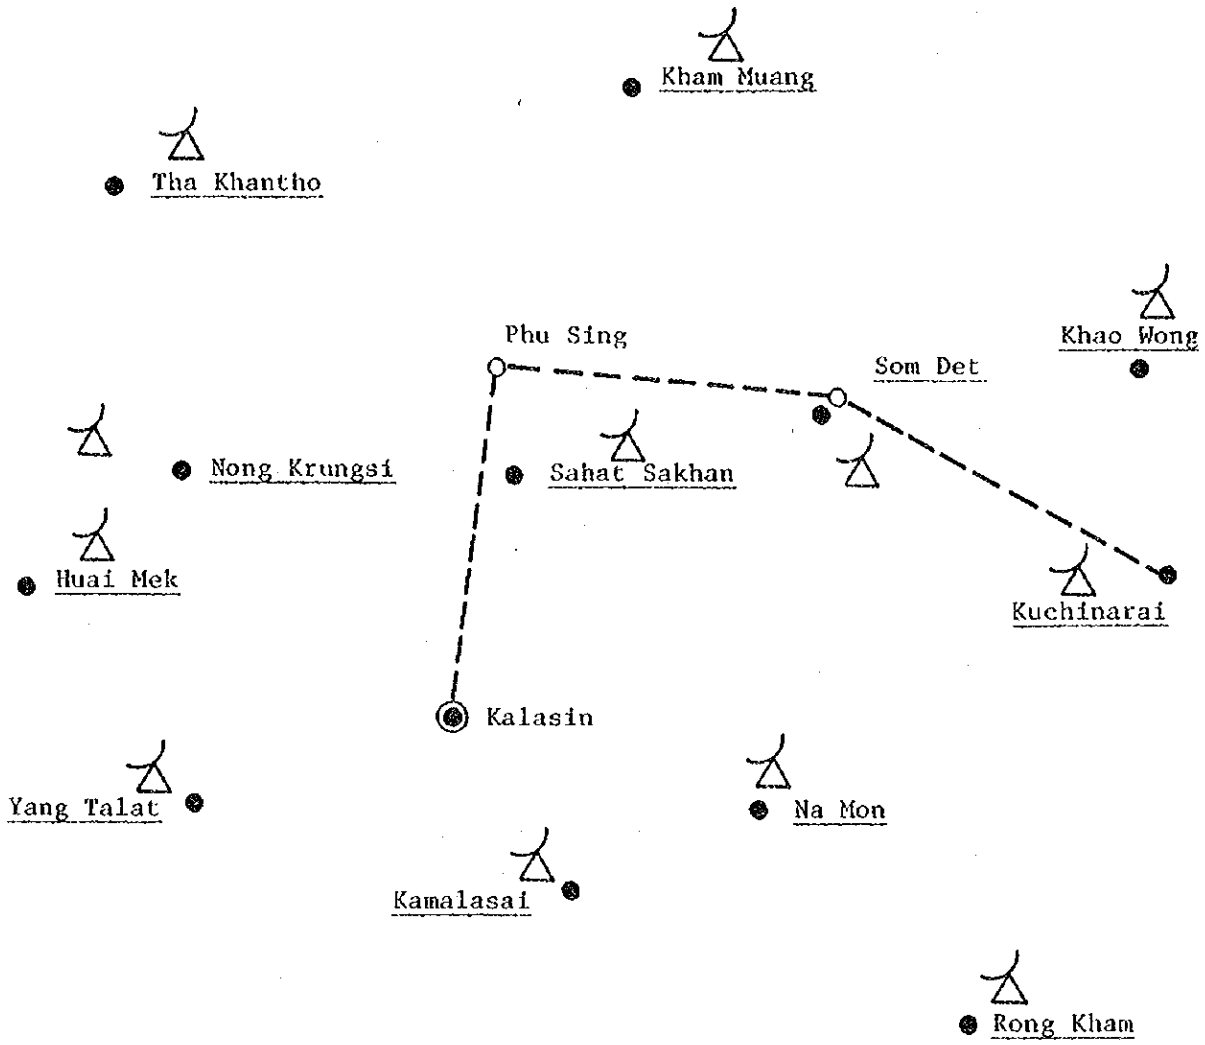 Kham Muang
Tha Khantho
Phu Sing
Khao Wong
Som Det
Nong Krungsi
Sahat Sakhan
Huai Mek
Kuchinarai
Kalasin
Yang Talat
Na Mon
Kamalasai
Rong Kham